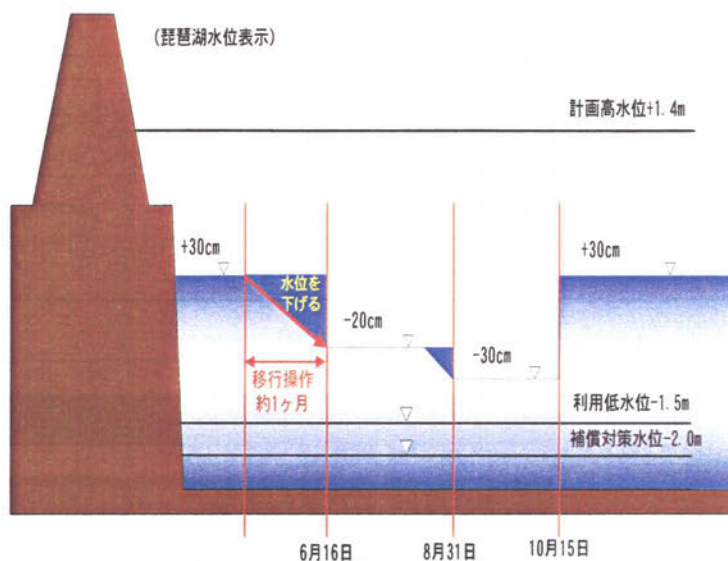 (琵琶湖水位表示)
計画高水位+1.4m
+30cm
+30cm
水位を
下げる
-20cm
-30cm
移行操作
約1ヶ月
利用低水位-1.5m
補償対策水位-2.0m
6月16日
8月31日
10月15日